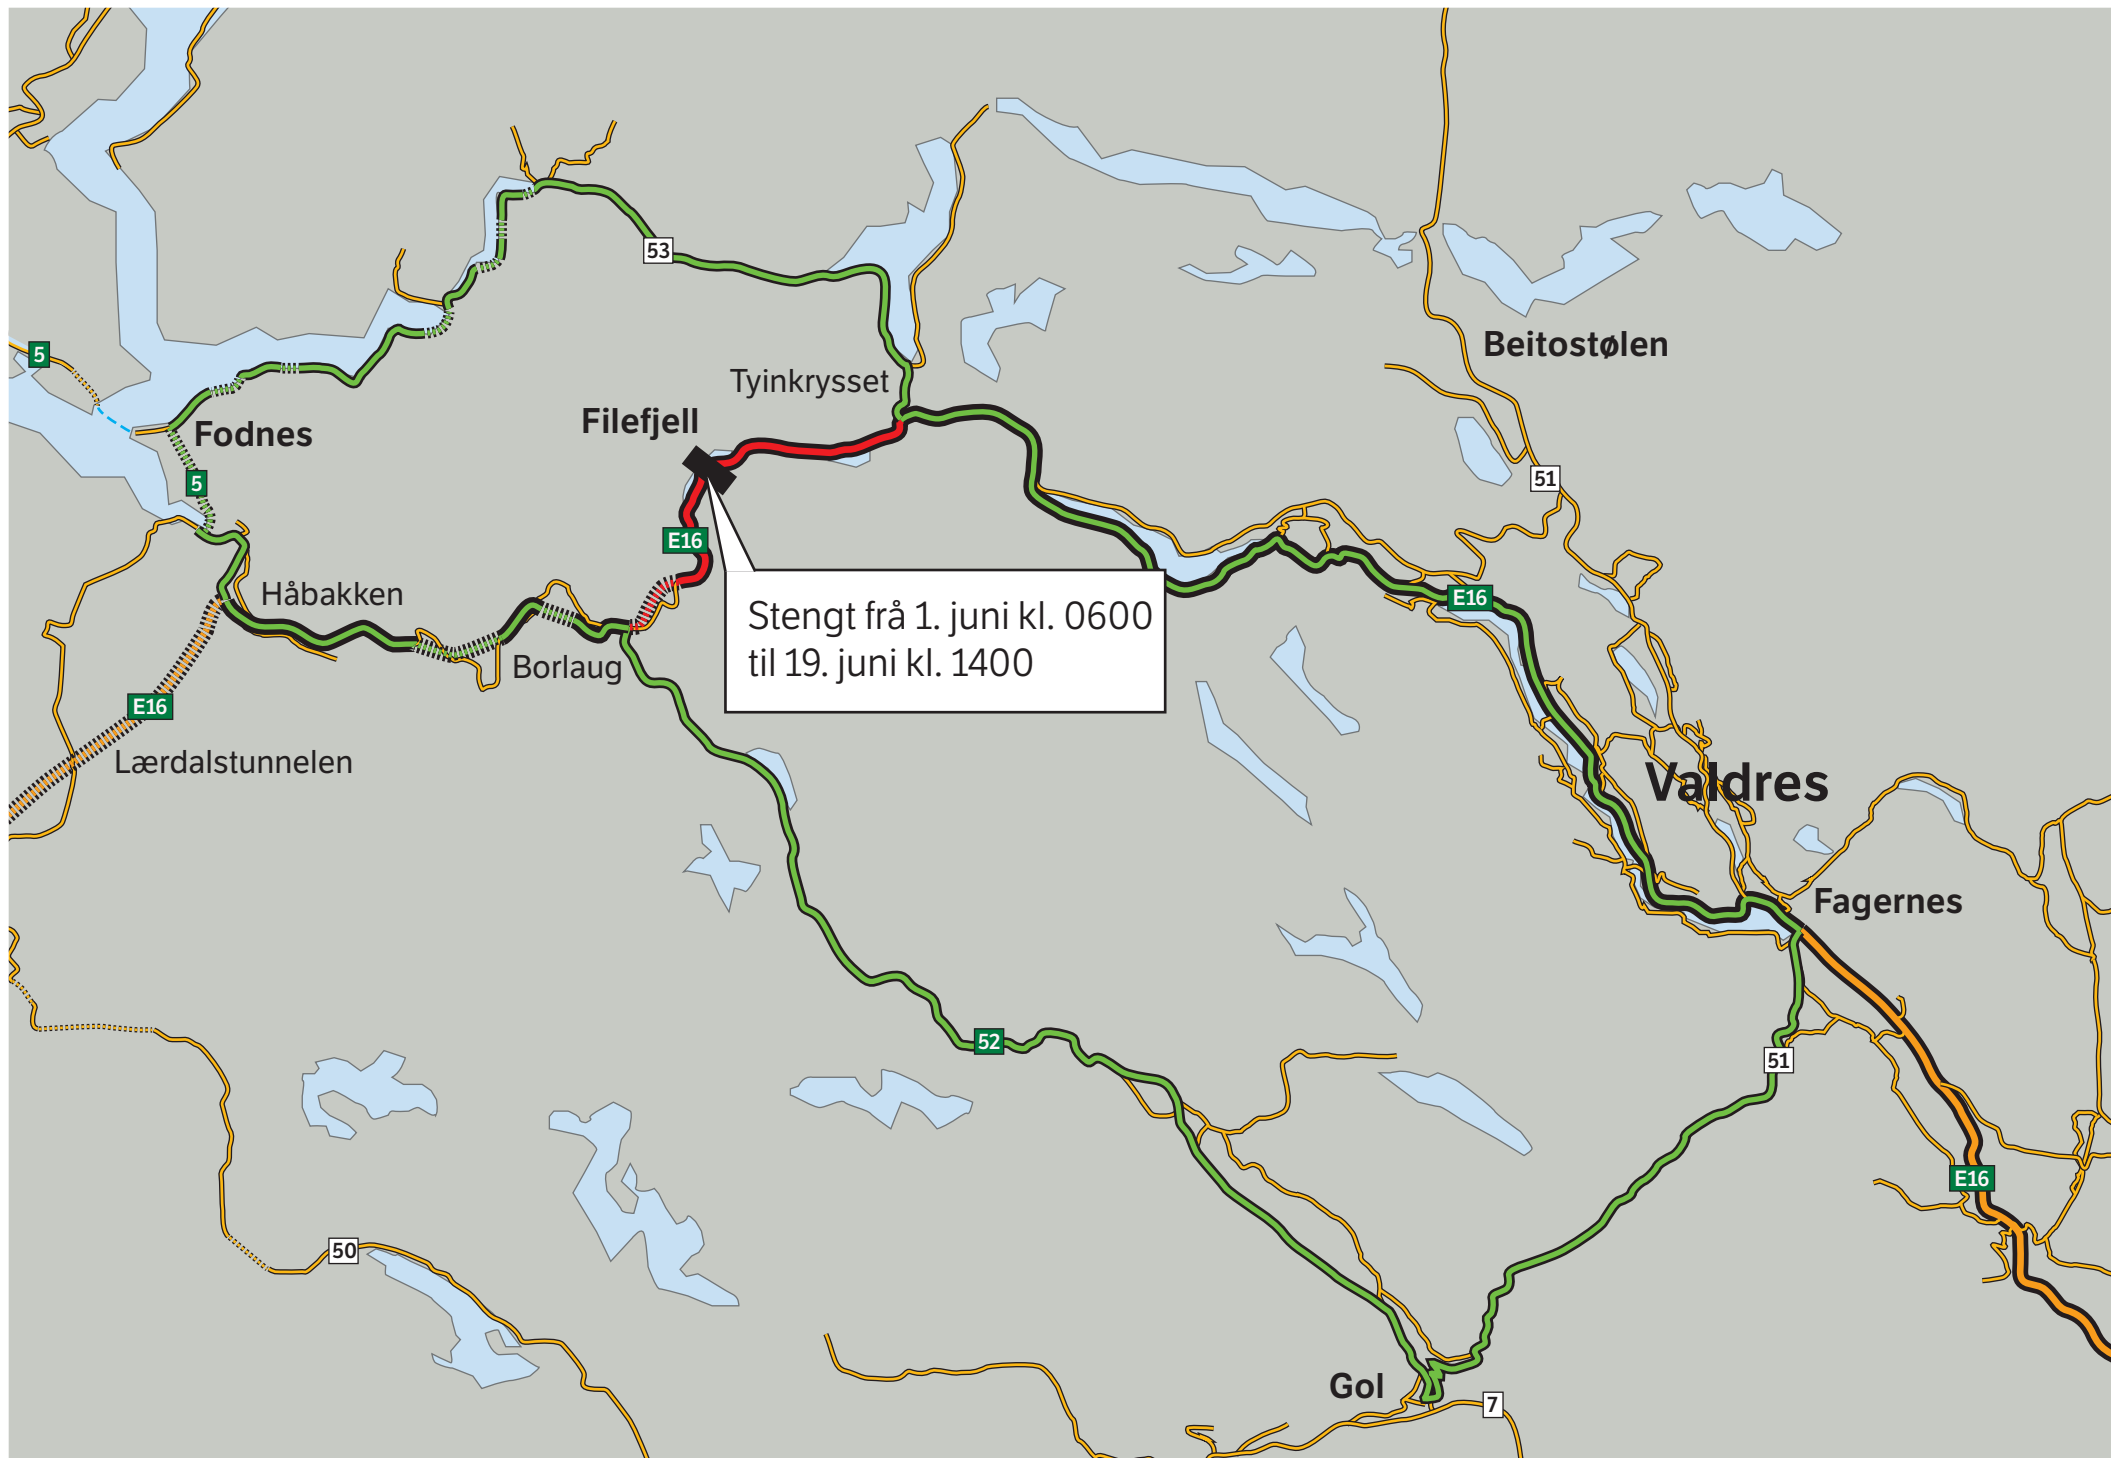 53
5
Beitostølen
Tyinkrysset
Filefjell
Fodnes
51
5
E16
Håbakken
E16
Stengt frå 1. juni kl. 0600
til 19. juni kl. 1400
Borlaug
E16
Lærdalstunnelen
Valdres
Fagernes
52
51
E16
50
Gol
7